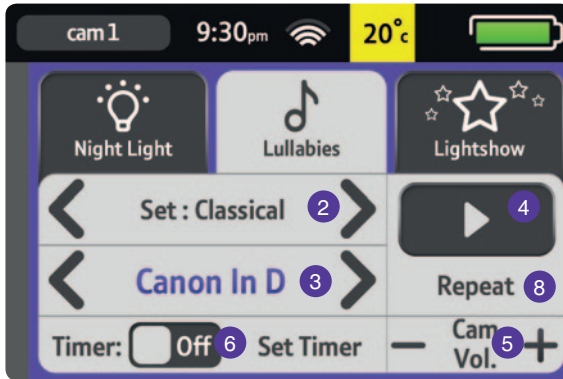 cam 1 9:30pm 20°c
Night Light Lullabies Lightshow
Set : Classical 2 4
Canon In D 3 Repeat 8
Timer: Off 6 Set Timer Cam 5
Vol.